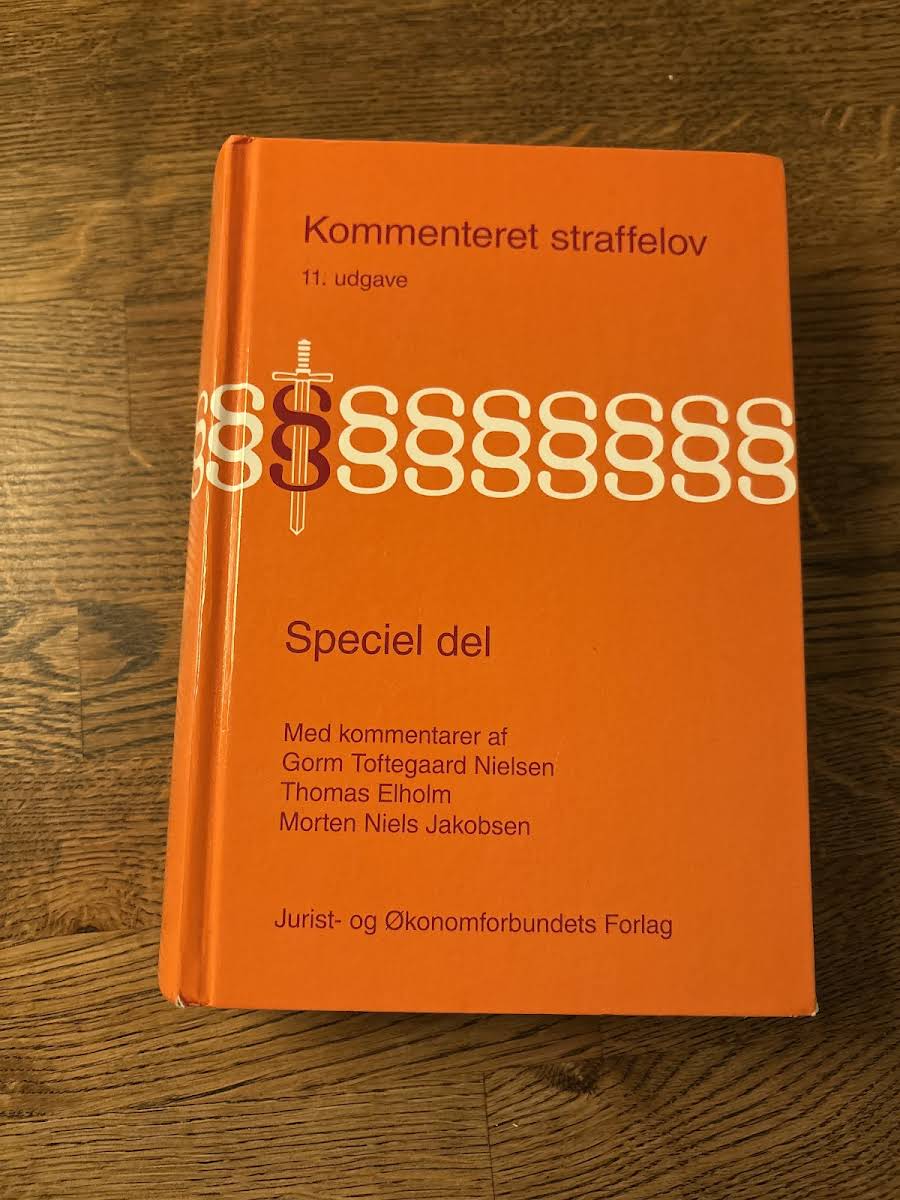 Kommenteret straffelov
11. udgave
§§§§§§§§§§
Speciel del
Med kommentarer af
Gorm Toftegaard Nielsen
Thomas Elholm
Morten Niels Jakobsen
Jurist- og Økonomforbundets Forlag